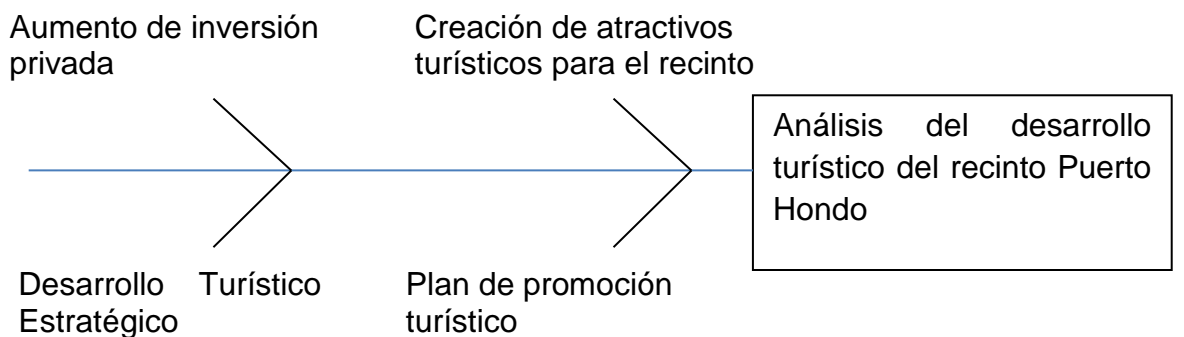 Aumento de inversión
privada
Creación de atractivos
turísticos para el recinto
Análisis del desarrollo
turístico del recinto Puerto
Hondo
Desarrollo Turístico
Estratégico
Plan de promoción
turístico